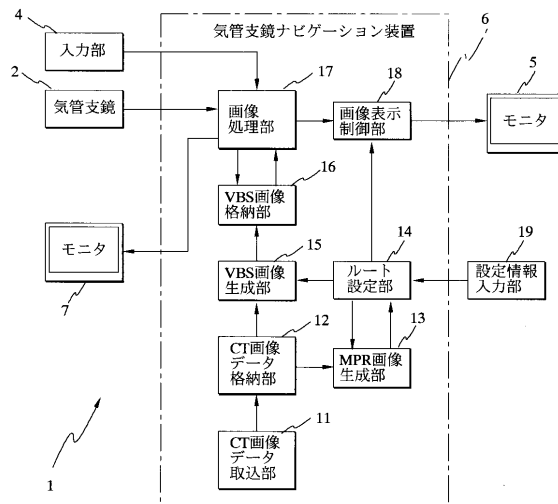 気管支鏡ナビゲーション装置
6
4
入力部
2
気管支鏡
17
画像
処理部
18
画像表示
制御部
5
モニタ
16
VBS画像
格納部
モニタ
7
15
VBS画像
生成部
14
ルート
設定部
19
設定情報
入力部
12
CT画像
データ
格納部
13
MPR画像
生成部
11
CT画像
データ
取込部
1